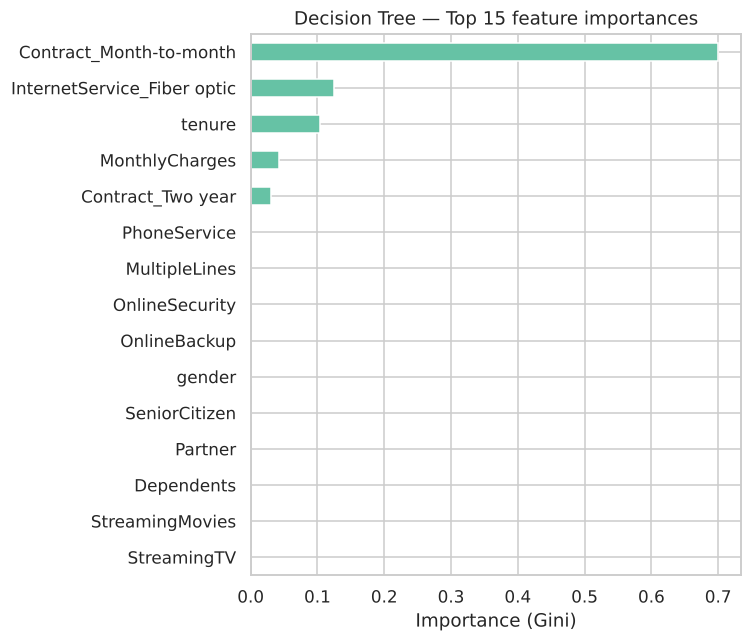 Decision Tree — Top 15 feature importances
Contract_Month-to-month
InternetService_Fiber optic
tenure
MonthlyCharges
Contract_Two year
PhoneService
MultipleLines
OnlineSecurity
OnlineBackup
gender
SeniorCitizen
Partner
Dependents
StreamingMovies
StreamingTV
0.0 0.1 0.2 0.3 0.4 0.5 0.6 0.7
Importance (Gini)